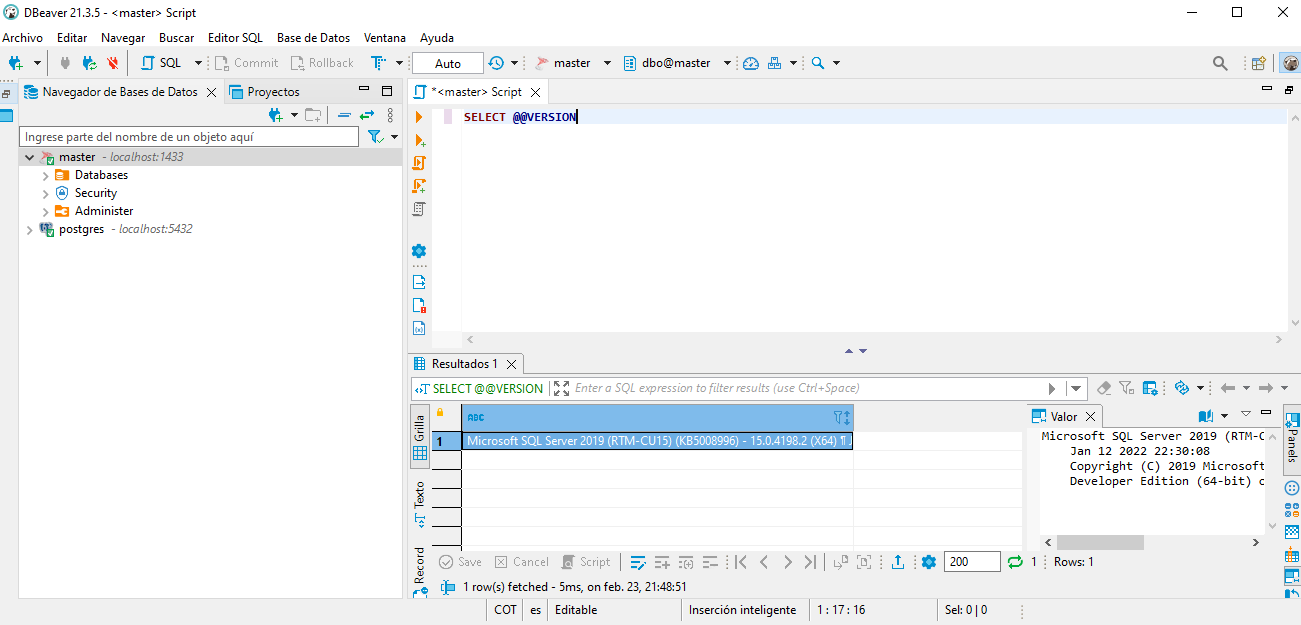 DBeaver 21.3.5 - <master> Script
Archivo Editar Navegar Buscar Editor SQL Base de Datos Ventana Ayuda
SQL Commit Rollback Auto master dbo@master
Navegador de Bases de Datos Proyectos
*<master> Script
Ingrese parte del nombre de un objeto aquí
master - localhost:1433
Databases
Security
Administer
postgres - localhost:5432
SELECT @@VERSION
Resultados 1
SELECT @@VERSION Enter a SQL expression to filter results (use Ctrl+Space)
Grilla
Texto
Record
ABC
1 Microsoft SQL Server 2019 (RTM-CU15) (KB5008996) - 15.0.4198.2 (X64) ¶
Valor
Microsoft SQL Server 2019 (RTM-C
Jan 12 2022 22:30:08
Copyright (C) 2019 Microsoft
Developer Edition (64-bit) o
Panels
Save Cancel Script 200 1 Rows: 1
1 row(s) fetched - 5ms, on feb. 23, 21:48:51
COT es Editable Inserción inteligente 1 : 17 : 16 Sel: 0 | 0